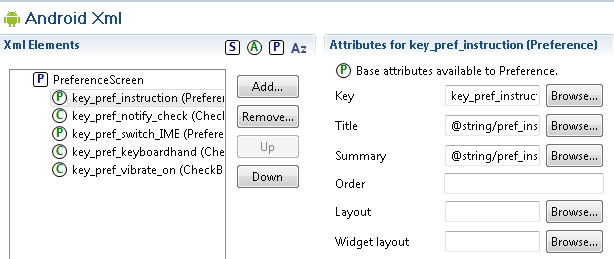 Android Xml
Xml Elements
S A P Az
P PreferenceScreen
P key_pref_instruction (Prefere
C key_pref_notify_check (Chec
P key_pref_switch_IME (Prefere
C key_pref_keyboardhand (Che
C key_pref_vibrate_on (CheckB
Add...
Remove...
Up
Down
Attributes for key_pref_instruction (Preference)
P Base attributes available to Preference.
Key key_pref_instruct Browse...
Title @string/pref_ins Browse...
Summary @string/pref_ins Browse...
Order
Layout Browse...
Widget layout Browse...